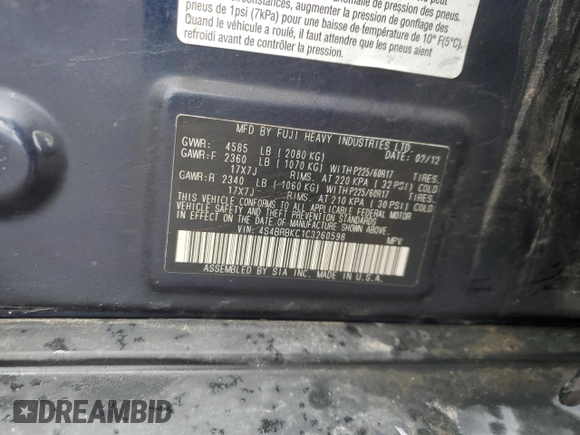 circonstances, augmenter la pression de gonflage des
pneus de 1psi (7kPa) pour une baisse de température de 10° F(5°C).
Quand le véhicule a roulé, il faut attendre que les pneus aient
refroidi avant de contrôler la pression.
MFD BY FUJI HEAVY INDUSTRIES LTD.
GVWR: 4585 LB ( 2080 KG) DATE: 02/12
GAWR:F 2360 LB ( 1070 KG) WITH P225/60R17 TIRES.
17X7J RIMS. AT 220 KPA ( 32 PSI) COLD
GAWR:R 2340 LB ( 1060 KG) WITH P225/60R17 TIRES.
17X7J RIMS. AT 210 KPA ( 30 PSI) COLD
THIS VEHICLE CONFORMS TO ALL APPLICABLE FEDERAL MOTOR
VEHICLE SAFETY AND THEFT PREVENTION STANDARDS
IN EFFECT ON THE DATE OF MANUFACTURE SHOWN ABOVE.
VIN: 4S4BRBKC1C3260598 MPV
ASSEMBLED BY SIA INC. IN MADE IN U.S.A.
DREAMBID